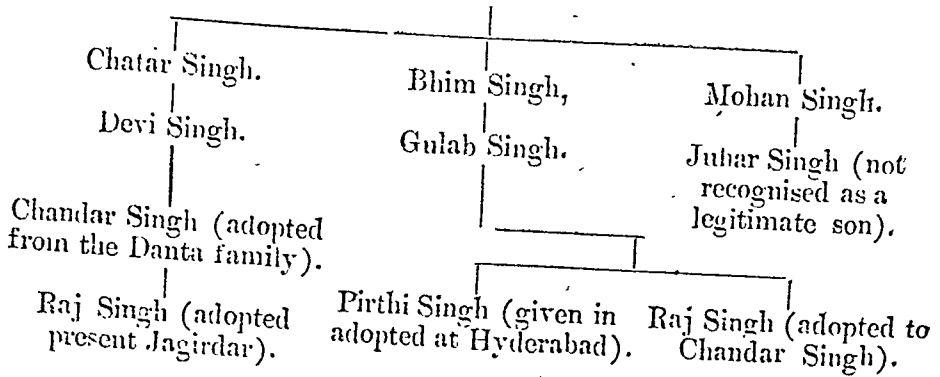 Chatar Singh.
Bhim Singh,
Mohan Singh.
Devi Singh.
Gulab Singh.
Juhar Singh (not
recognised as a
legitimate son).
Chandar Singh (adopted
from the Danta family).
Raj Singh (adopted
present Jagirdar).
Pirthi Singh (given in
adopted at Hyderabad).
Raj Singh (adopted to
Chandar Singh).